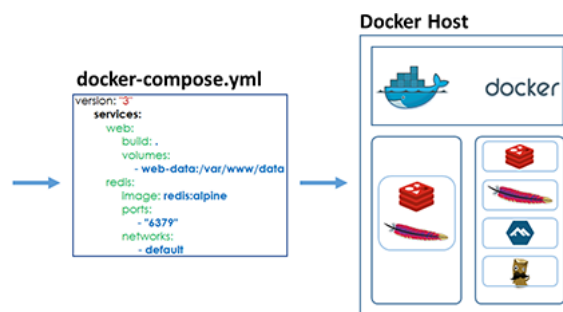 Docker Host
docker
docker-compose.yml
version: "3"
services:
web:
build: .
volumes:
- web-data:/var/www/data
redis:
image: redis:alpine
ports:
- "6379"
networks:
- default